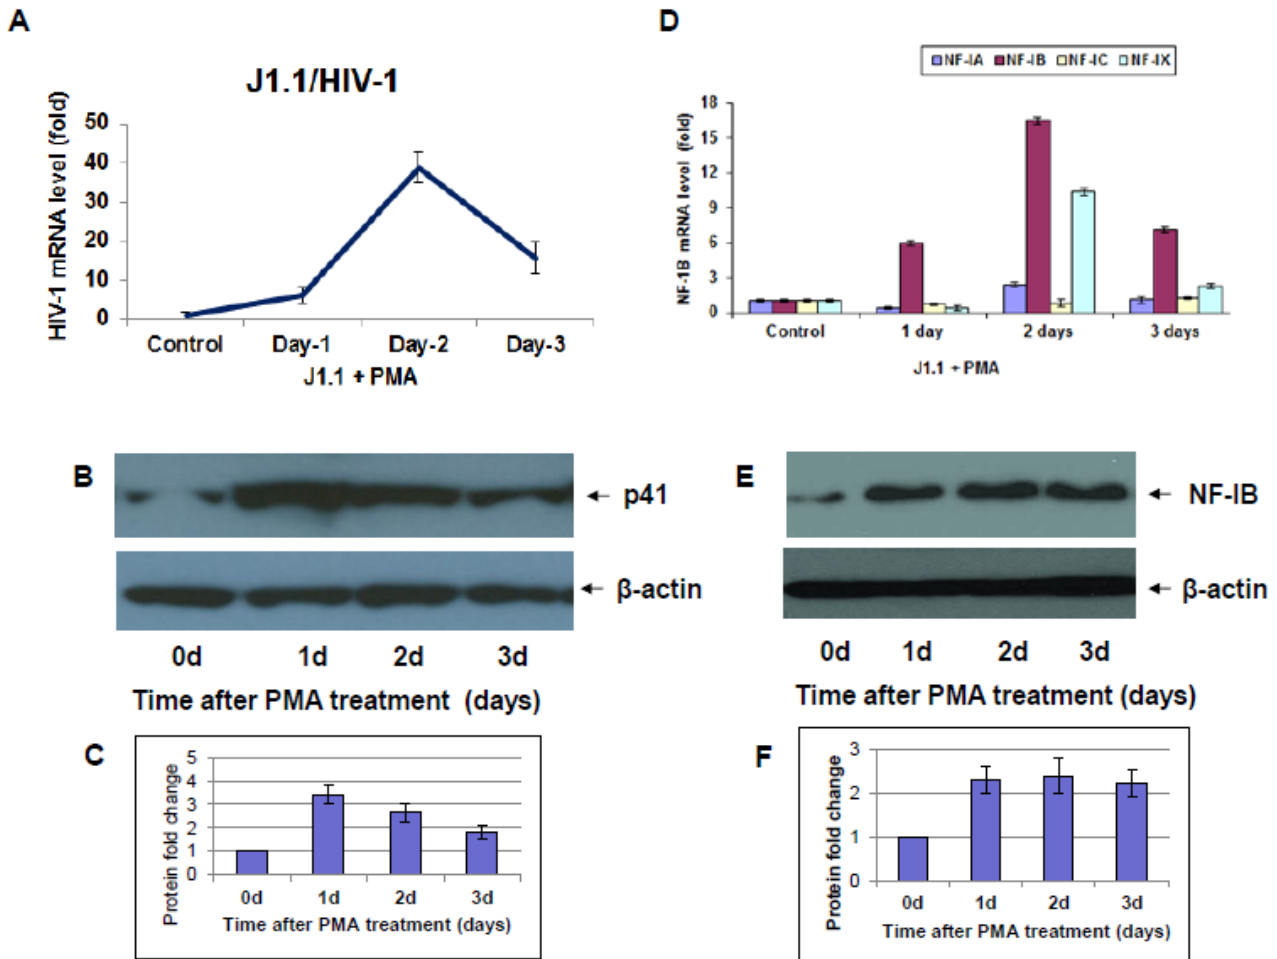 A
J1.1/HIV-1
HIV-1 mRNA level (fold)
50
40
30
20
10
0
Control Day-1 Day-2 Day-3
J1.1 + PMA
B
p41
β-actin
0d 1d 2d 3d
Time after PMA treatment (days)
C
Protein fold change
5
4
3
2
1
0
0d 1d 2d 3d
Time after PMA treatment (days)
D
NF-IA NF-IB NF-IC NF-IX
NF-1B mRNA level (fold)
18
15
12
9
6
3
0
Control 1 day 2 days 3 days
J1.1 + PMA
E
NF-IB
β-actin
0d 1d 2d 3d
Time after PMA treatment (days)
F
Protein fold change
3
2
1
0
0d 1d 2d 3d
Time after PMA treatment (days)